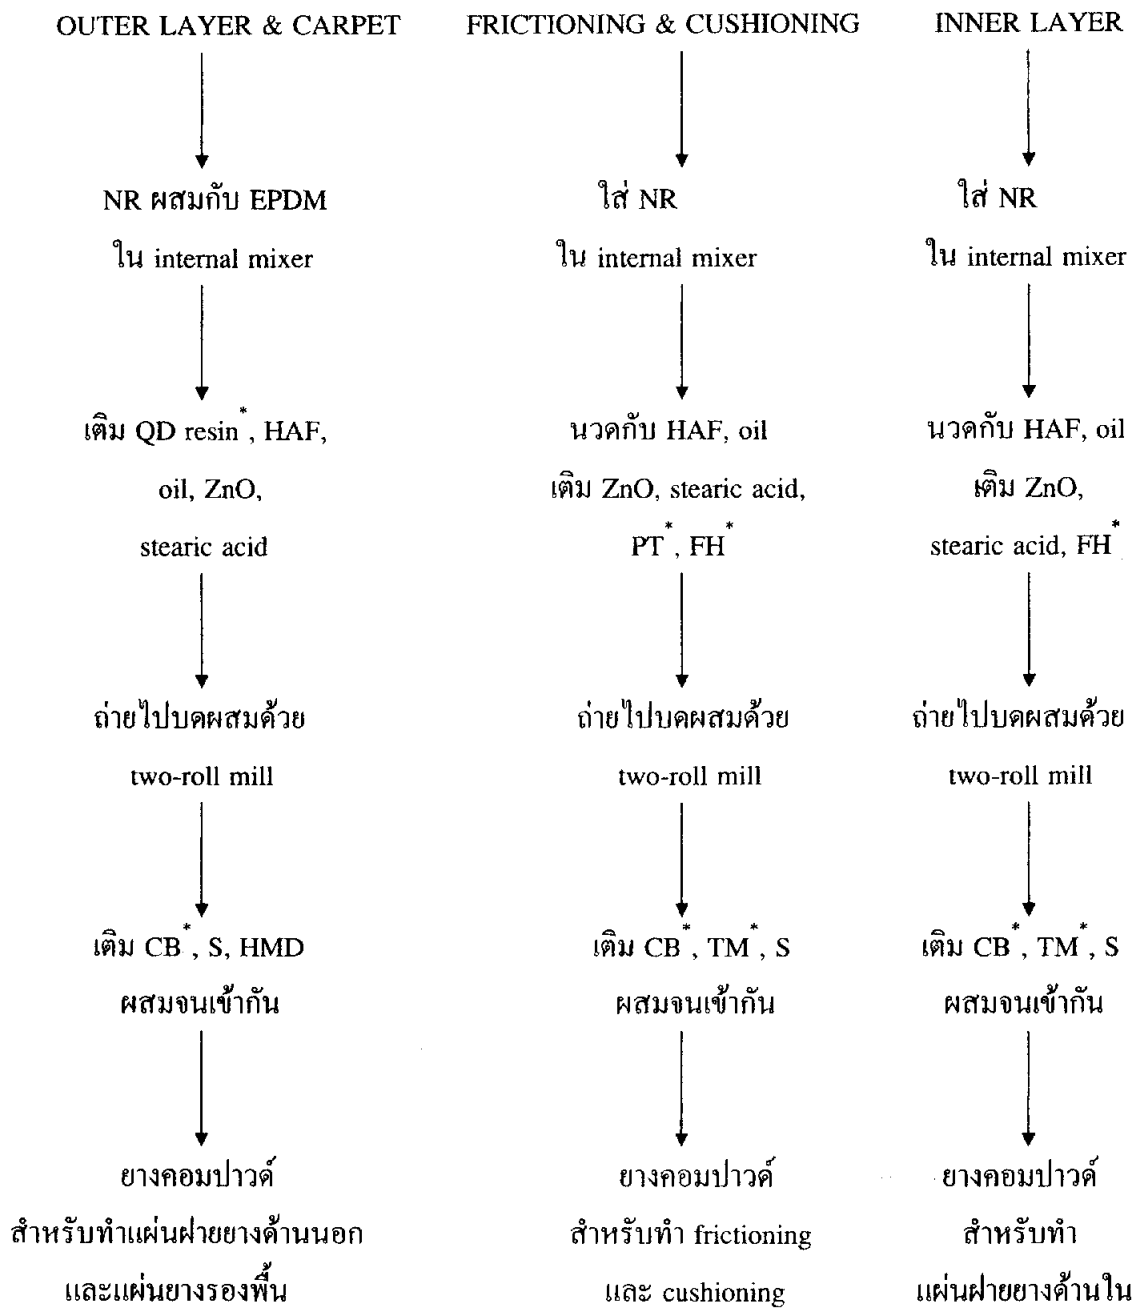 OUTER LAYER & CARPET
NR ผสมกับ EPDM
ใน internal mixer
เติม QD resin*, HAF,
oil, ZnO,
stearic acid
ถ่ายไปบดผสมด้วย
two-roll mill
เติม CB*, S, HMD
ผสมจนเข้ากัน
ยางคอมปาวด์
สำหรับทำแผ่นฝายยางด้านนอก
และแผ่นยางรองพื้น
FRICTIONING & CUSHIONING
ใส่ NR
ใน internal mixer
นวดกับ HAF, oil
เติม ZnO, stearic acid,
PT*, FH*
ถ่ายไปบดผสมด้วย
two-roll mill
เติม CB*, TM*, S
ผสมจนเข้ากัน
ยางคอมปาวด์
สำหรับทำ frictioning
และ cushioning
INNER LAYER
ใส่ NR
ใน internal mixer
นวดกับ HAF, oil
เติม ZnO,
stearic acid, FH*
ถ่ายไปบดผสมด้วย
two-roll mill
เติม CB*, TM*, S
ผสมจนเข้ากัน
ยางคอมปาวด์
สำหรับทำ
แผ่นฝายยางด้านใน